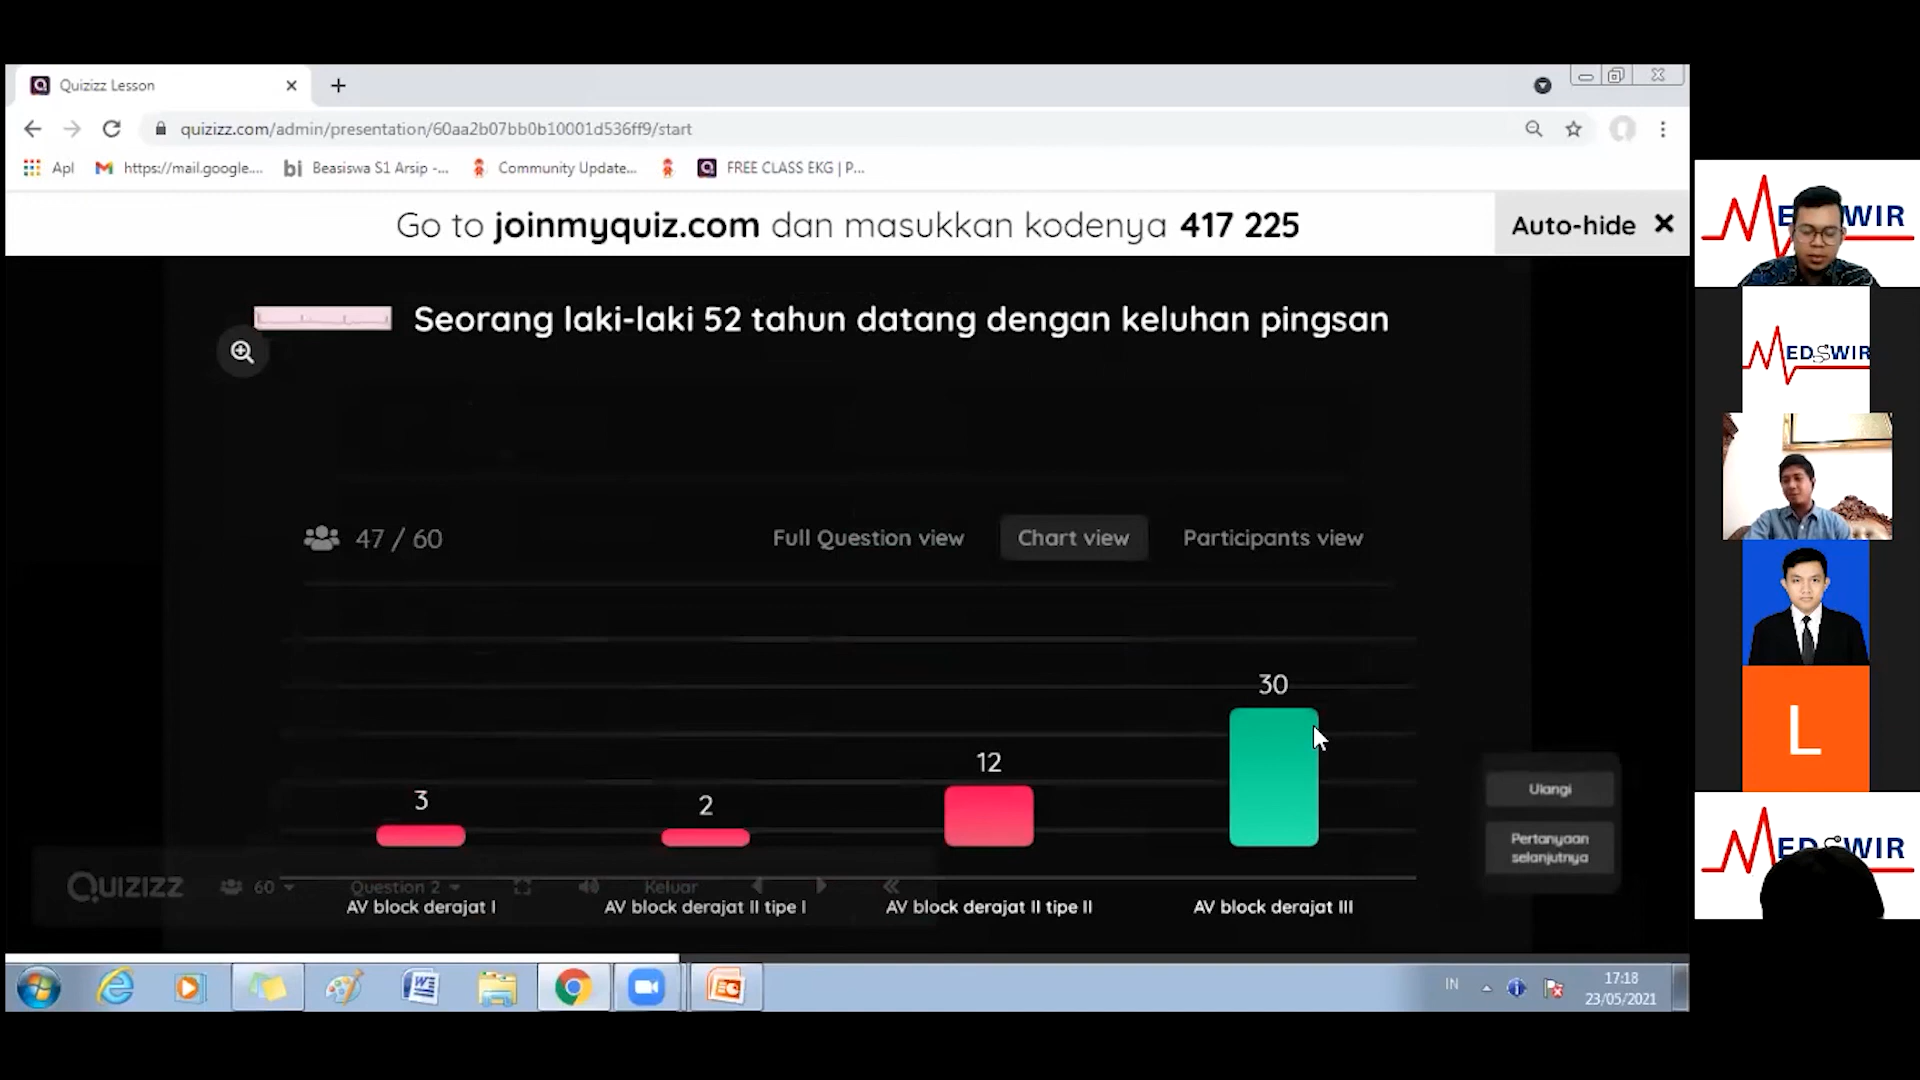 Quizizz Lesson
quizizz.com/admin/presentation/60aa2b07bb0b10001d536ff9/start
Apl https://mail.google.... bi Beasiswa S1 Arsip -... Community Update... FREE CLASS EKG | P...
Go to joinmyquiz.com dan masukkan kodenya 417 225
Auto-hide
Seorang laki-laki 52 tahun datang dengan keluhan pingsan
47 / 60
Full Question view Chart view Participants view
30
12
3
2
Ulangi
Pertanyaan
selanjutnya
QUIZIZZ 60 Question 2 Keluar
AV block derajat I AV block derajat II tipe I AV block derajat II tipe II AV block derajat III
IN
17:18
23/05/2021
MEDSWIR
L